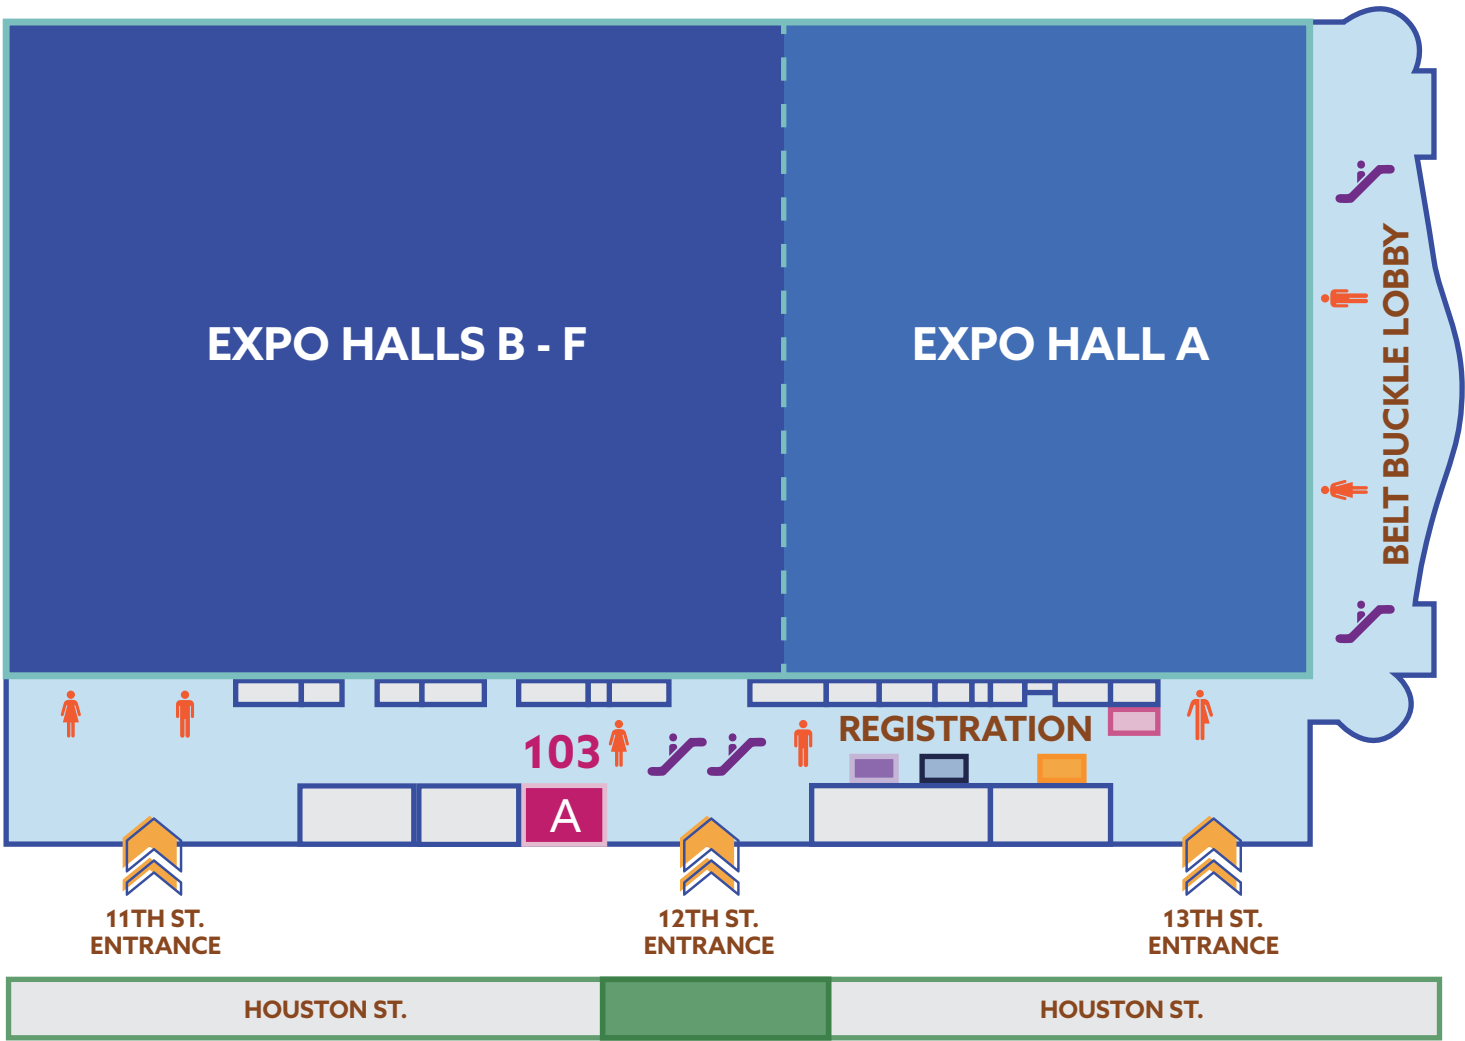 EXPO HALLS B - F
EXPO HALL A
BELT BUCKLE LOBBY
REGISTRATION
103
A
11TH ST.
ENTRANCE
12TH ST.
ENTRANCE
13TH ST.
ENTRANCE
HOUSTON ST.
HOUSTON ST.